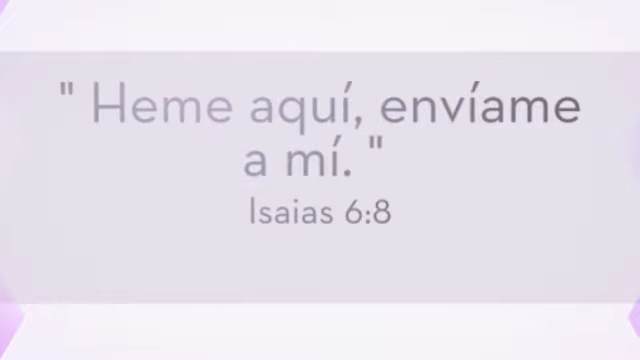 " Heme aquí, envíame
a mí. "
Isaias 6:8